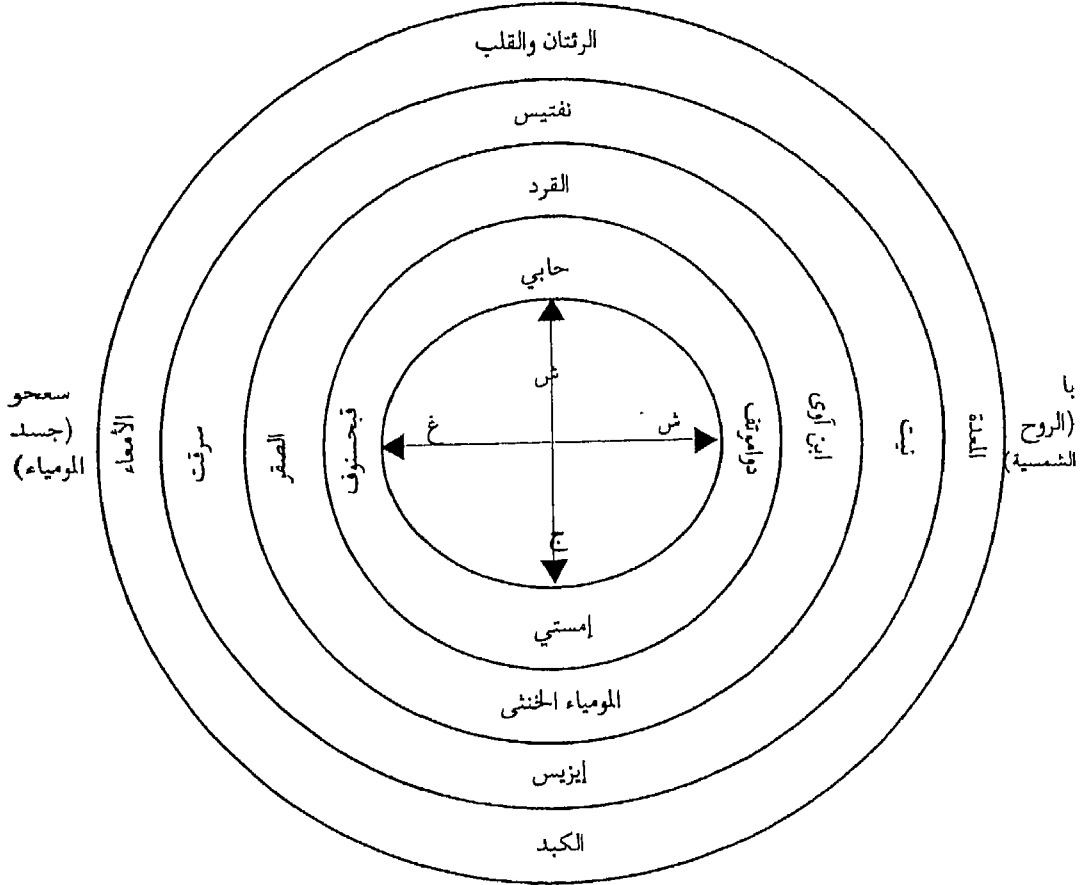 الرئتان والقلب
نفتيس
القرد
حابي
ش
با
(الروح
الشمسية)
المعدة
نيت
ابن آوى
دواموتف
ش
غ
قبحسنوف
الصقر
سرقت
الأمعاء
سعحو
(جسد
المومياء)
إمستي
المومياء الخنثى
إيزيس
الكبد